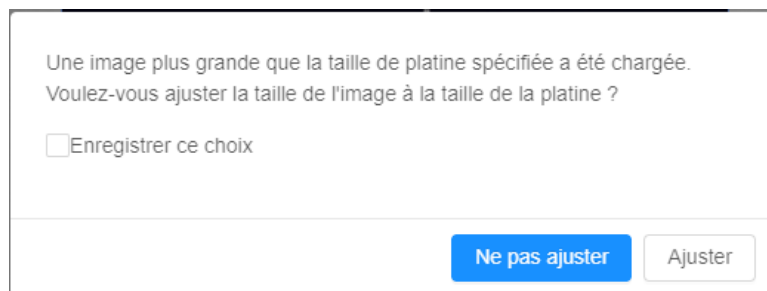 Une image plus grande que la taille de platine spécifiée a été chargée.
Voulez-vous ajuster la taille de l'image à la taille de la platine ?
Enregistrer ce choix
Ne pas ajuster
Ajuster